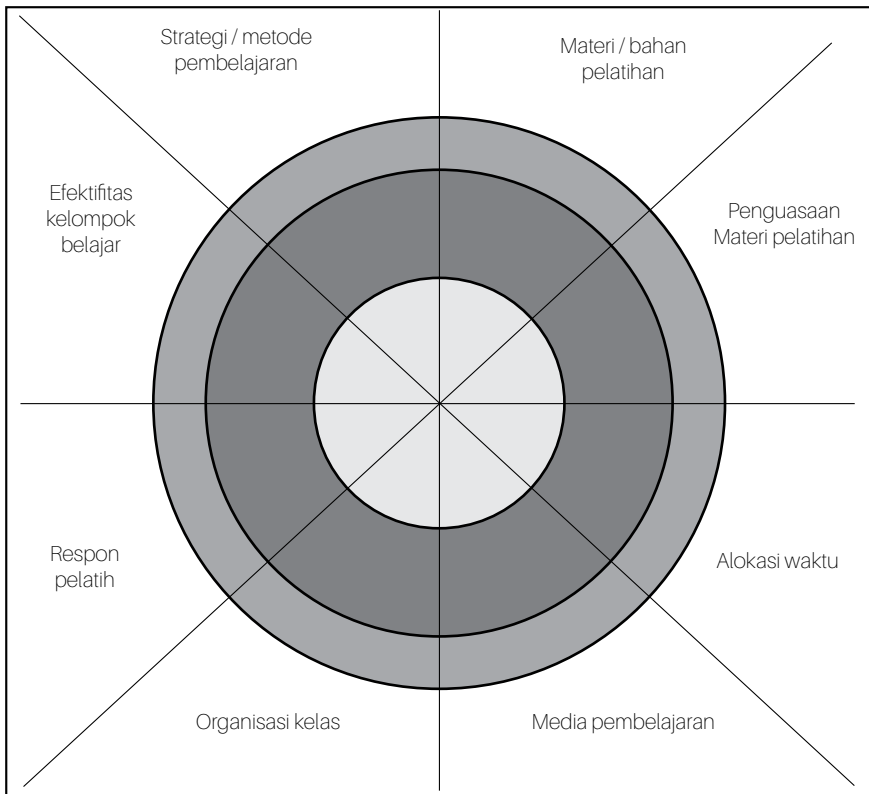 Strategi / metode
pembelajaran
Materi / bahan
pelatihan
Efektifitas
kelompok
belajar
Penguasaan
Materi pelatihan
Respon
pelatih
Alokasi waktu
Organisasi kelas
Media pembelajaran